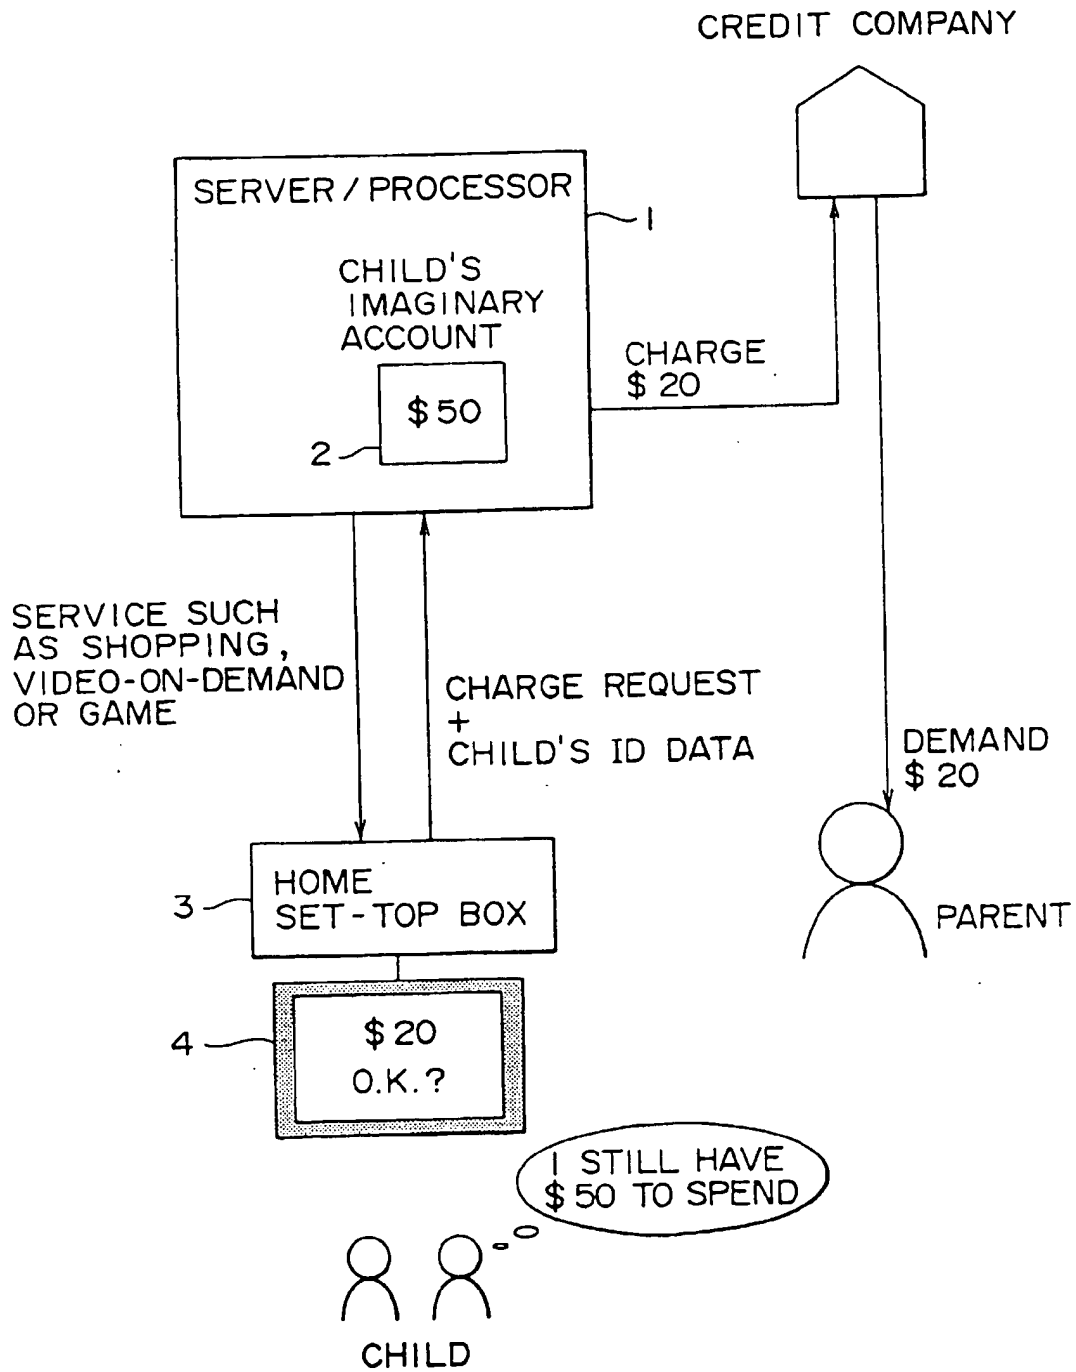 CREDIT COMPANY
SERVER / PROCESSOR
1
CHILD'S
IMAGINARY
ACCOUNT
$ 50
2
CHARGE
$ 20
SERVICE SUCH
AS SHOPPING,
VIDEO-ON-DEMAND
OR GAME
CHARGE REQUEST
+
CHILD'S ID DATA
DEMAND
$ 20
PARENT
3
HOME
SET-TOP BOX
4
$ 20
O.K.?
I STILL HAVE
$ 50 TO SPEND
CHILD